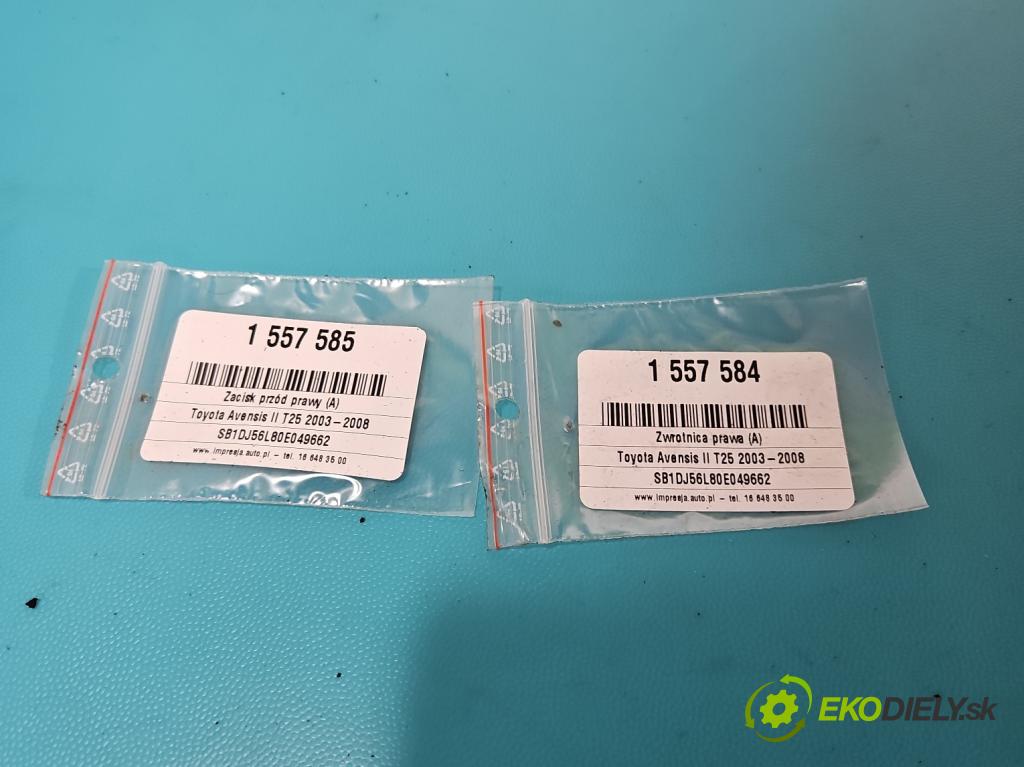 1 557 585
Zacisk przód prawy (A)
Toyota Avensis II T25 2003–2008
SB1DJ56L80E049662
www.impresja.auto.pl – tel. 16 648 35 00
1 557 584
Zwrotnica prawa (A)
Toyota Avensis II T25 2003–2008
SB1DJ56L80E049662
www.impresja.auto.pl – tel. 16 648 35 00
EKODIELY.sk